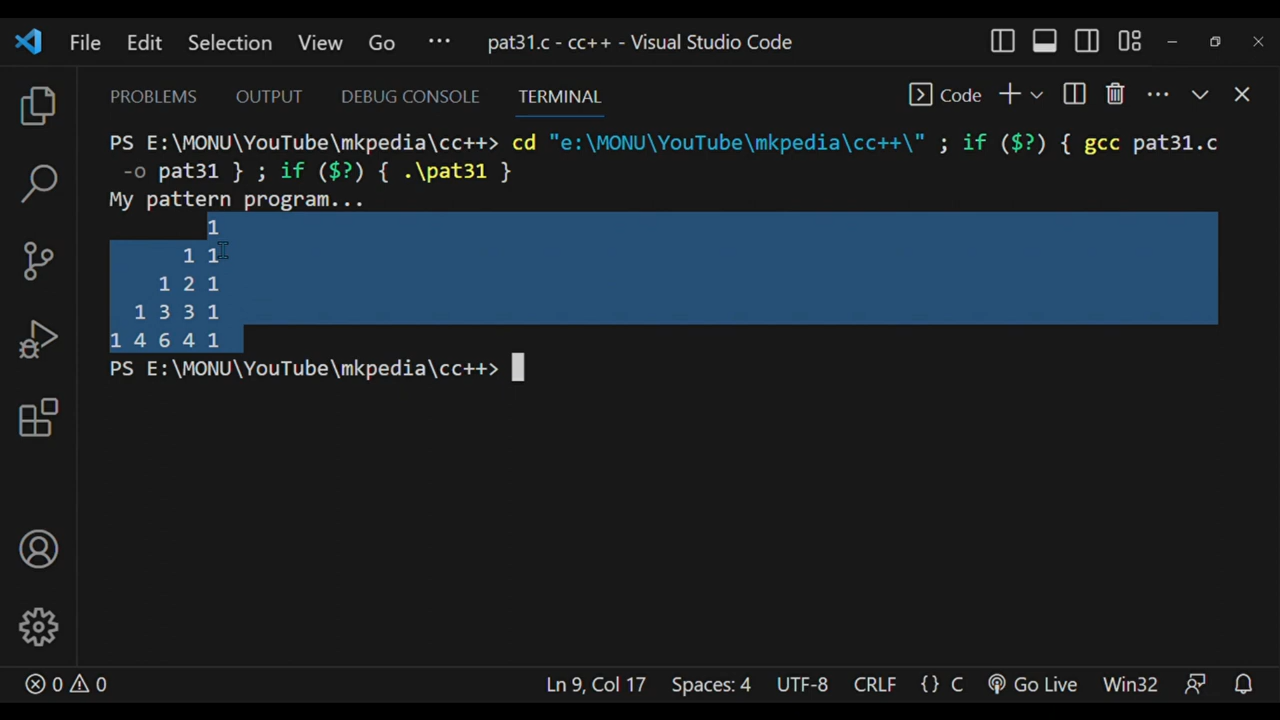 File Edit Selection View Go ··· pat31.c - cc++ - Visual Studio Code
PROBLEMS OUTPUT DEBUG CONSOLE TERMINAL Code
PS E:\MONU\YouTube\mkpedia\cc++> cd "e:\MONU\YouTube\mkpedia\cc++\" ; if ($?) { gcc pat31.c
-o pat31 } ; if ($?) { .\pat31 }
My pattern program...
1
1 1
1 2 1
1 3 3 1
1 4 6 4 1
PS E:\MONU\YouTube\mkpedia\cc++>
0 0 Ln 9, Col 17 Spaces: 4 UTF-8 CRLF {} C Go Live Win32